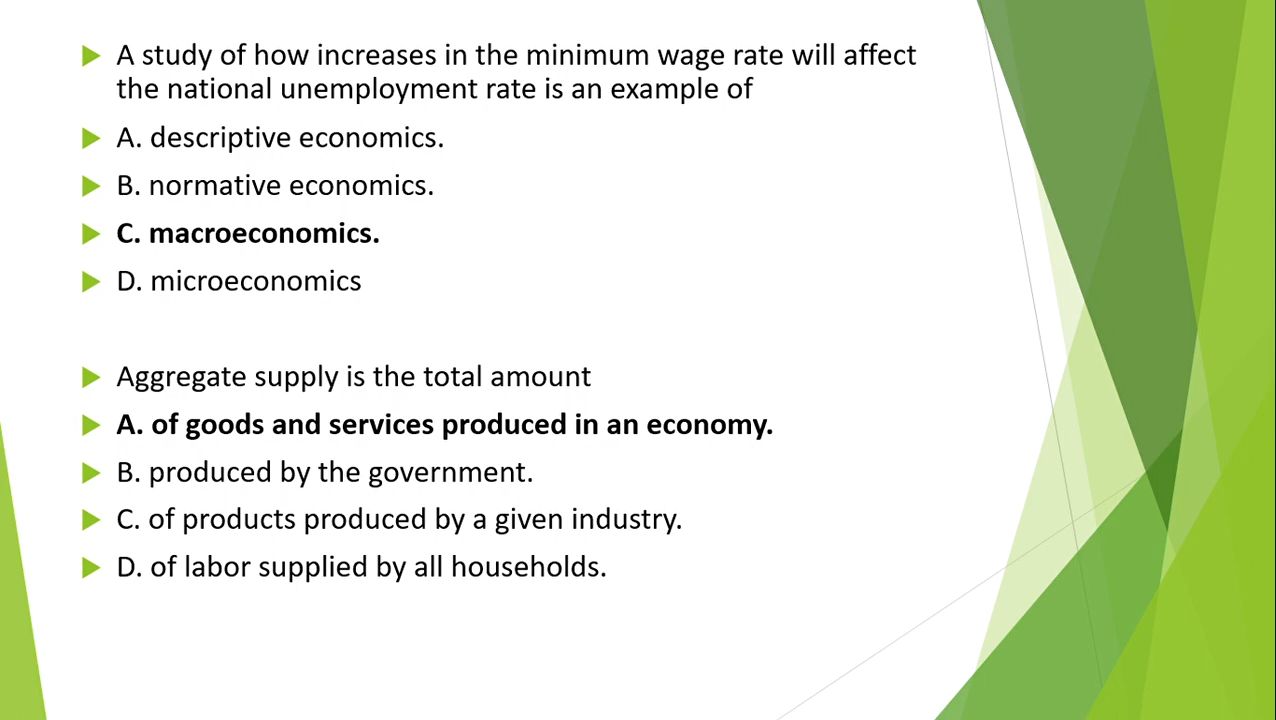 A study of how increases in the minimum wage rate will affect
the national unemployment rate is an example of
A. descriptive economics.
B. normative economics.
C. macroeconomics.
D. microeconomics
Aggregate supply is the total amount
A. of goods and services produced in an economy.
B. produced by the government.
C. of products produced by a given industry.
D. of labor supplied by all households.